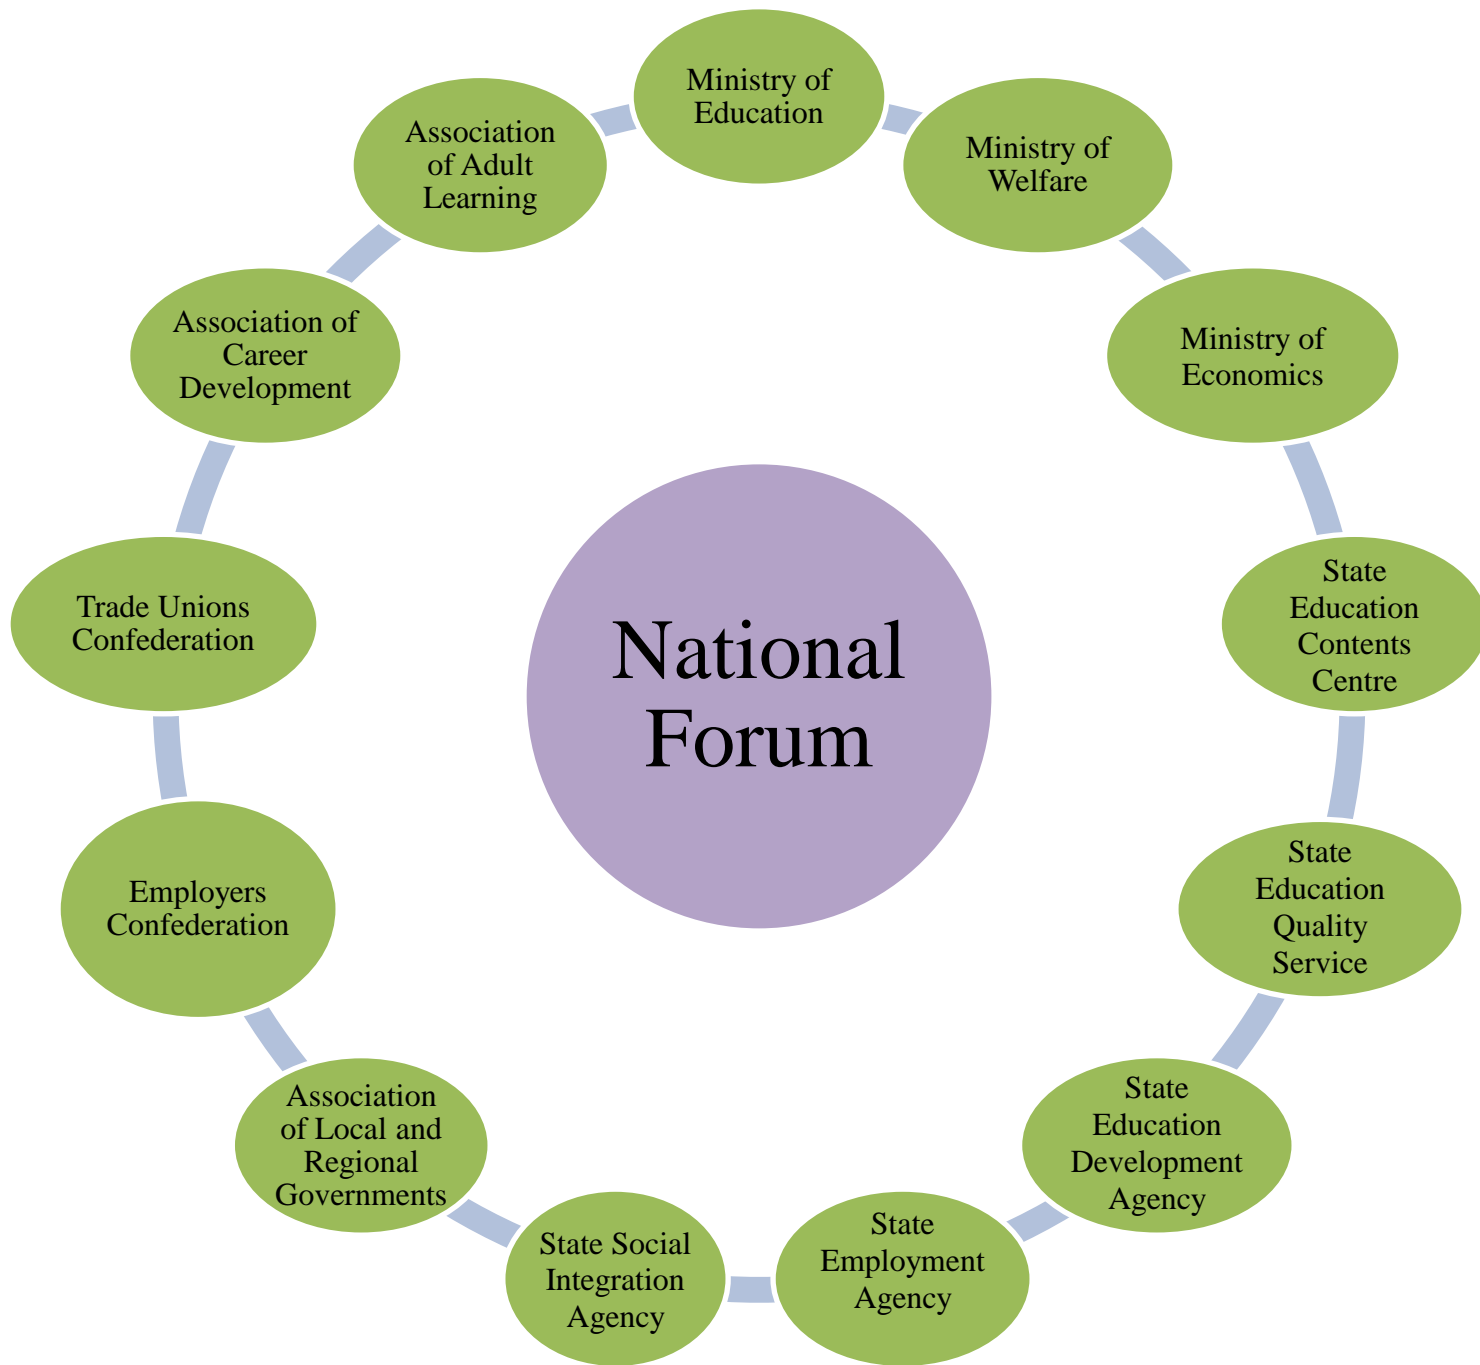 Ministry of
Education
Ministry of
Welfare
Ministry of
Economics
State
Education
Contents
Centre
State
Education
Quality
Service
State
Education
Development
Agency
State
Employment
Agency
State Social
Integration
Agency
Association
of Local and
Regional
Governments
Employers
Confederation
Trade Unions
Confederation
Association of
Career
Development
Association
of Adult
Learning
National
Forum